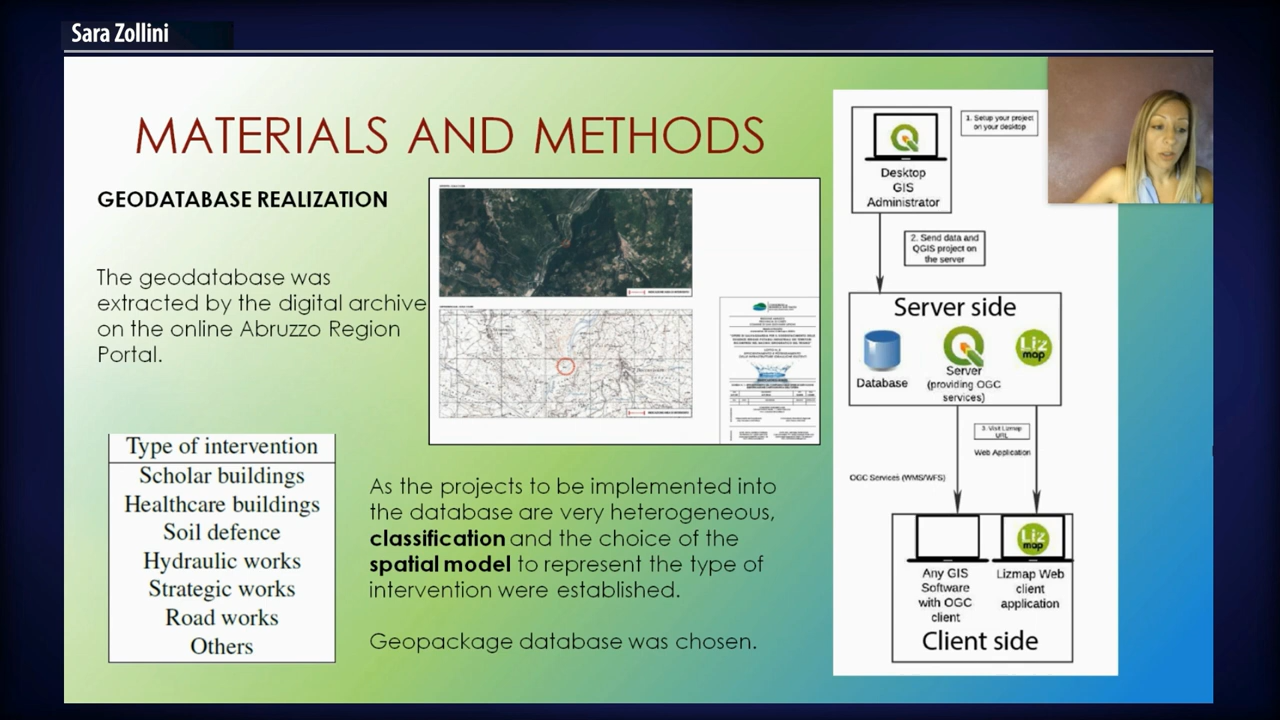 Sara Zollini
MATERIALS AND METHODS
GEODATABASE REALIZATION
The geodatabase was
extracted by the digital archive
on the online Abruzzo Region
Portal.
Type of intervention
Scholar buildings
Healthcare buildings
Soil defence
Hydraulic works
Strategic works
Road works
Others
As the projects to be implemented into
the database are very heterogeneous,
classification and the choice of the
spatial model to represent the type of
intervention were established.
Geopackage database was chosen.
1. Setup your project
on your desktop
Desktop
GIS
Administrator
2. Send data and
QGIS project on
the server
Server side
Database
Server
(providing OGC
services)
Liz
map
3. Visit Lizmap
URL
Web Application
OGC Services (WMS/WFS)
Liz
map
Any GIS
Software
with OGC
client
Lizmap Web
client
application
Client side